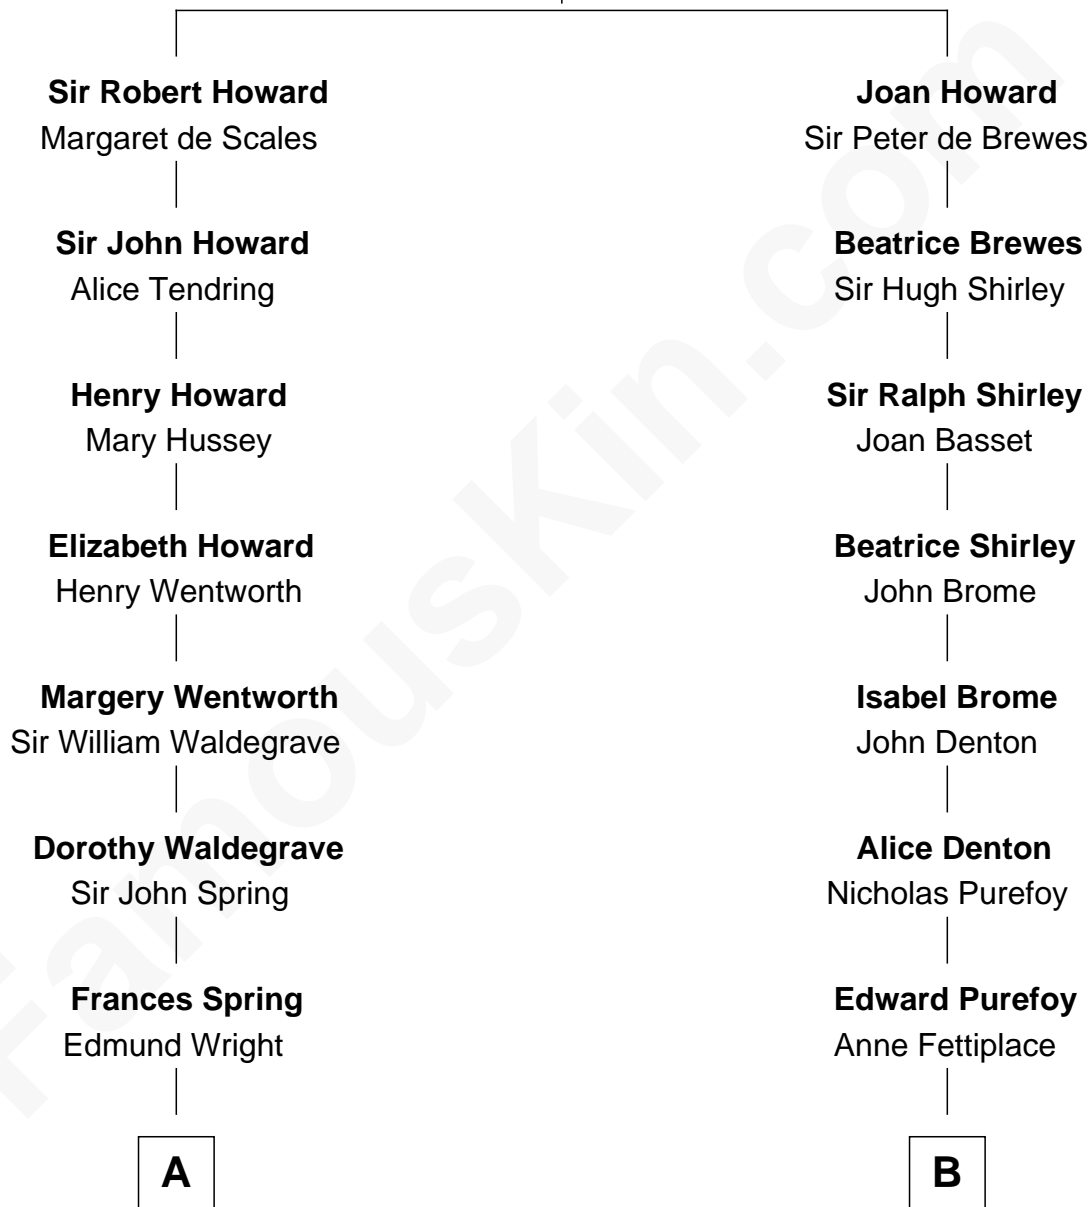 Sir Robert Howard
Margaret de Scales
Sir John Howard
Alice Tendring
Henry Howard
Mary Hussey
Elizabeth Howard
Henry Wentworth
Margery Wentworth
Sir William Waldegrave
Dorothy Waldegrave
Sir John Spring
Frances Spring
Edmund Wright
A
Joan Howard
Sir Peter de Brewes
Beatrice Brewes
Sir Hugh Shirley
Sir Ralph Shirley
Joan Basset
Beatrice Shirley
John Brome
Isabel Brome
John Denton
Alice Denton
Nicholas Purefoy
Edward Purefoy
Anne Fettiplace
B
FamousKin.com